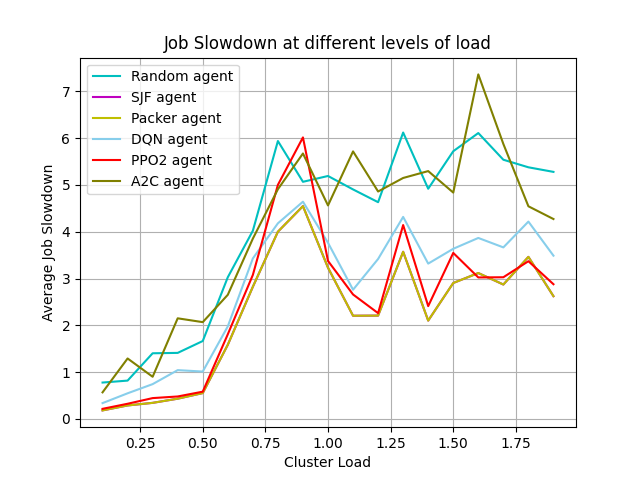 Job Slowdown at different levels of load
Random agent
SJF agent
Packer agent
DQN agent
PPO2 agent
A2C agent
Average Job Slowdown
7
6
5
4
3
2
1
0
0.25 0.50 0.75 1.00 1.25 1.50 1.75
Cluster Load